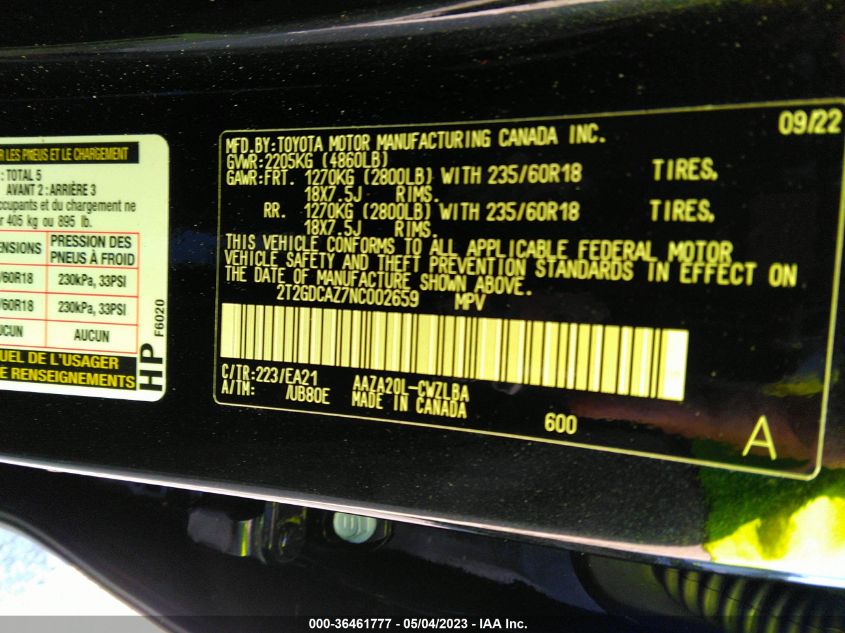 R LES PNEUS ET LE CHARGEMENT
: TOTAL 5
AVANT 2 : ARRIÈRE 3
ccupants et du chargement ne
r 405 kg ou 895 lb.
ENSIONS PRESSION DES PNEUS À FROID
/60R18 230kPa, 33PSI
/60R18 230kPa, 33PSI
UCUN AUCUN
UEL DE L'USAGER
E RENSEIGNEMENTS
HP
F6020
09/22
MFD.BY:TOYOTA MOTOR MANUFACTURING CANADA INC.
GVWR:2205KG (4860LB)
GAWR:FRT. 1270KG (2800LB) WITH 235/60R18 TIRES,
18X7.5J RIMS.
RR. 1270KG (2800LB) WITH 235/60R18 TIRES,
18X7.5J RIMS.
THIS VEHICLE CONFORMS TO ALL APPLICABLE FEDERAL MOTOR
VEHICLE SAFETY AND THEFT PREVENTION STANDARDS IN EFFECT ON
THE DATE OF MANUFACTURE SHOWN ABOVE.
2T2GDCAZ7NC002659 MPV
C/TR:223/EA21 AAZA20L-CWZLBA
A/TM: /UB80E MADE IN CANADA
600
A
000-36461777 - 05/04/2023 - IAA Inc.